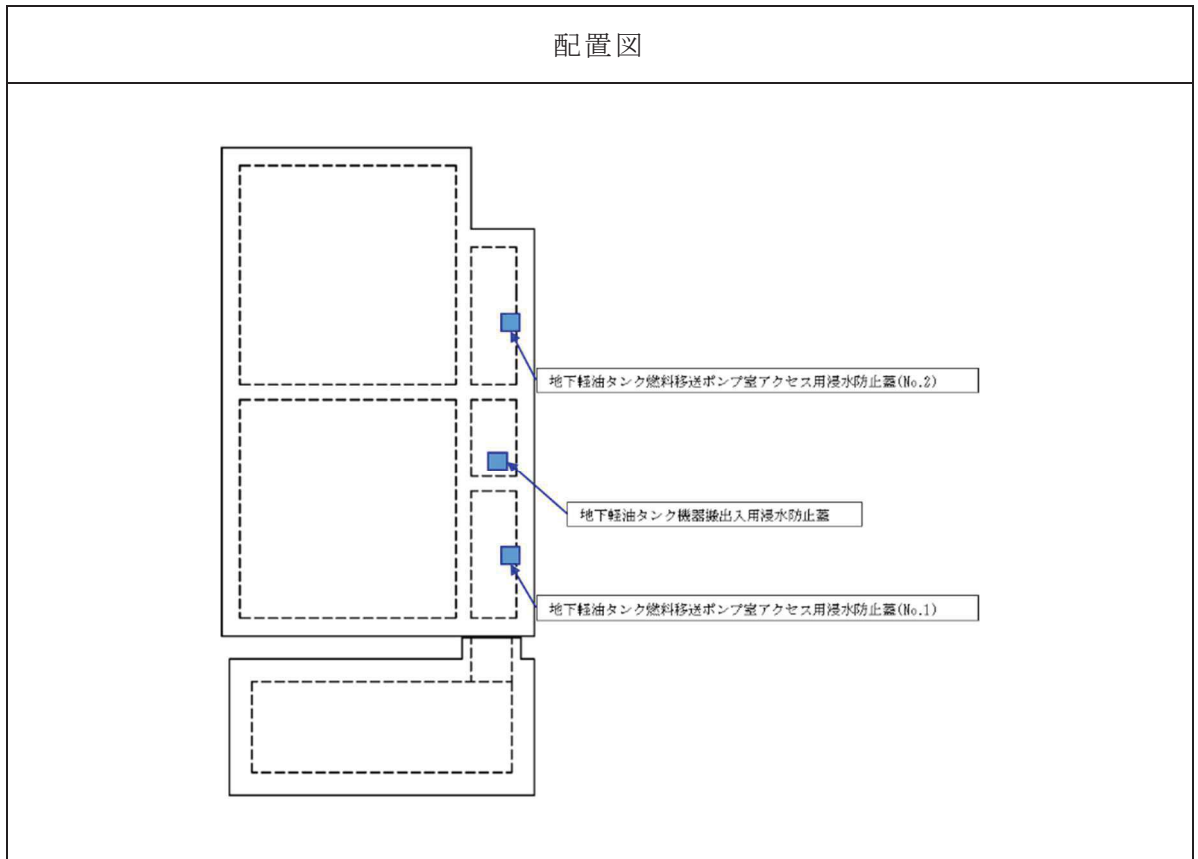 配置図
地下軽油タンク燃料移送ポンプ室アクセス用浸水防止蓋(No.2)
地下軽油タンク機器搬出入用浸水防止蓋
地下軽油タンク燃料移送ポンプ室アクセス用浸水防止蓋(No.1)